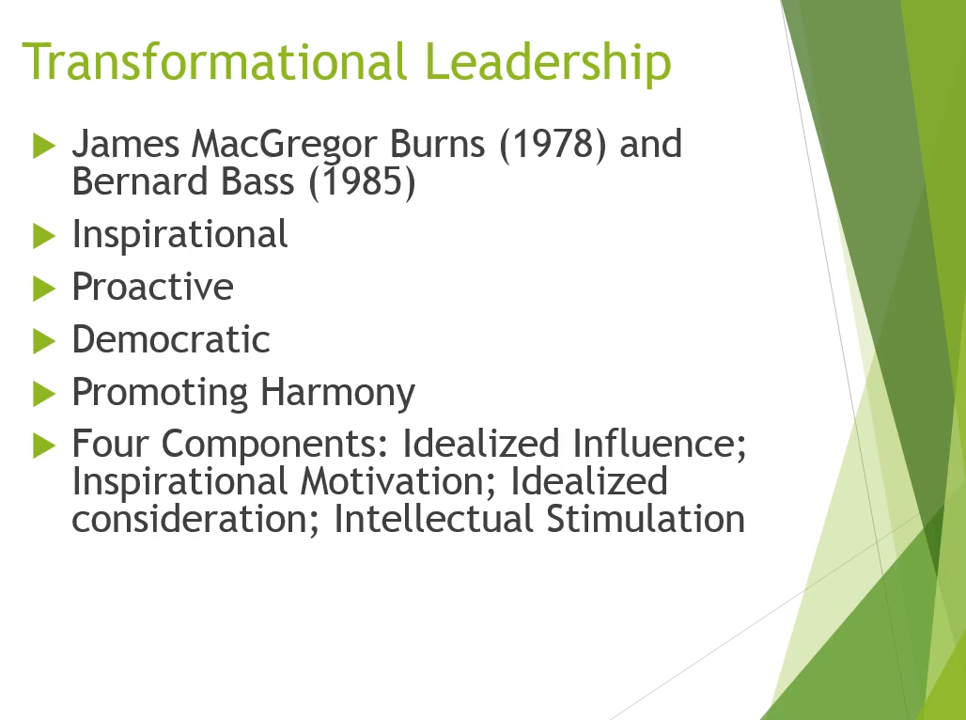 Transformational Leadership
James MacGregor Burns (1978) and
Bernard Bass (1985)
Inspirational
Proactive
Democratic
Promoting Harmony
Four Components: Idealized Influence;
Inspirational Motivation; Idealized
consideration; Intellectual Stimulation